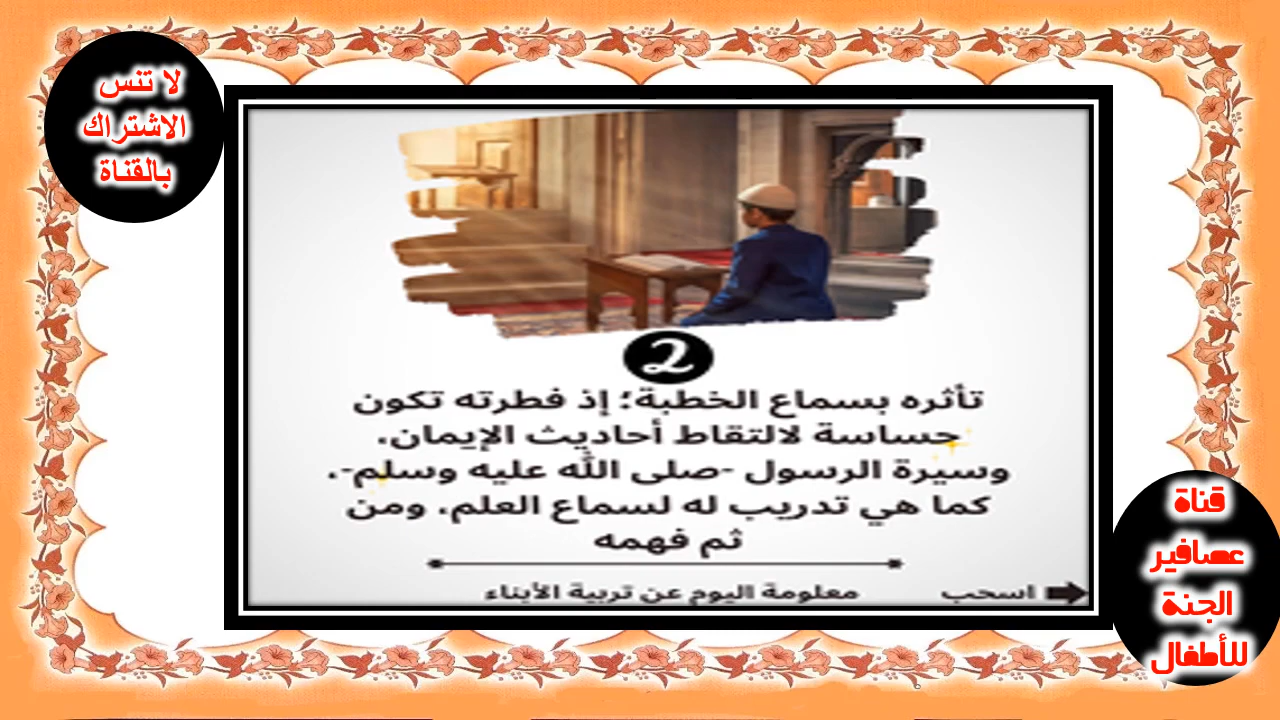 لا تنس
الاشتراك
بالقناة
2
تأثره بسماع الخطبة؛ إذ فطرته تكون
حساسة لالتقاط أحاديث الإيمان،
وسيرة الرسول -صلى الله عليه وسلم-،
كما هي تدريب له لسماع العلم، ومن
ثم فهمه
معلومة اليوم عن تربية الأبناء
اسحب
قناة
عصافير
الجنة
للأطفال